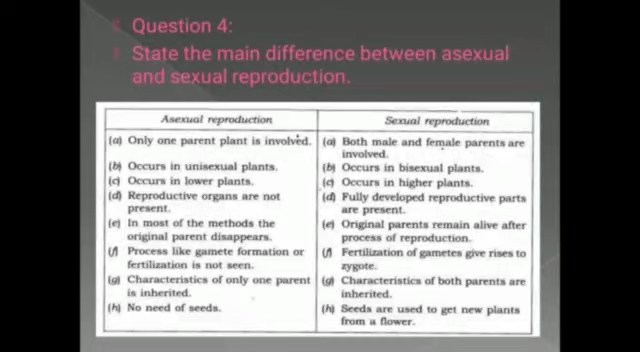 Question 4:
State the main difference between asexual
and sexual reproduction.
Asexual reproduction
(a) Only one parent plant is involved.
(b) Occurs in unisexual plants.
(c) Occurs in lower plants.
(d) Reproductive organs are not
present.
(e) In most of the methods the
original parent disappears.
(f) Process like gamete formation or
fertilization is not seen.
(g) Characteristics of only one parent
is inherited.
(h) No need of seeds.
Sexual reproduction
(a) Both male and female parents are
involved.
(b) Occurs in bisexual plants.
(c) Occurs in higher plants.
(d) Fully developed reproductive parts
are present.
(e) Original parents remain alive after
process of reproduction.
(f) Fertilization of gametes give rises to
zygote.
(g) Characteristics of both parents are
inherited.
(h) Seeds are used to get new plants
from a flower.